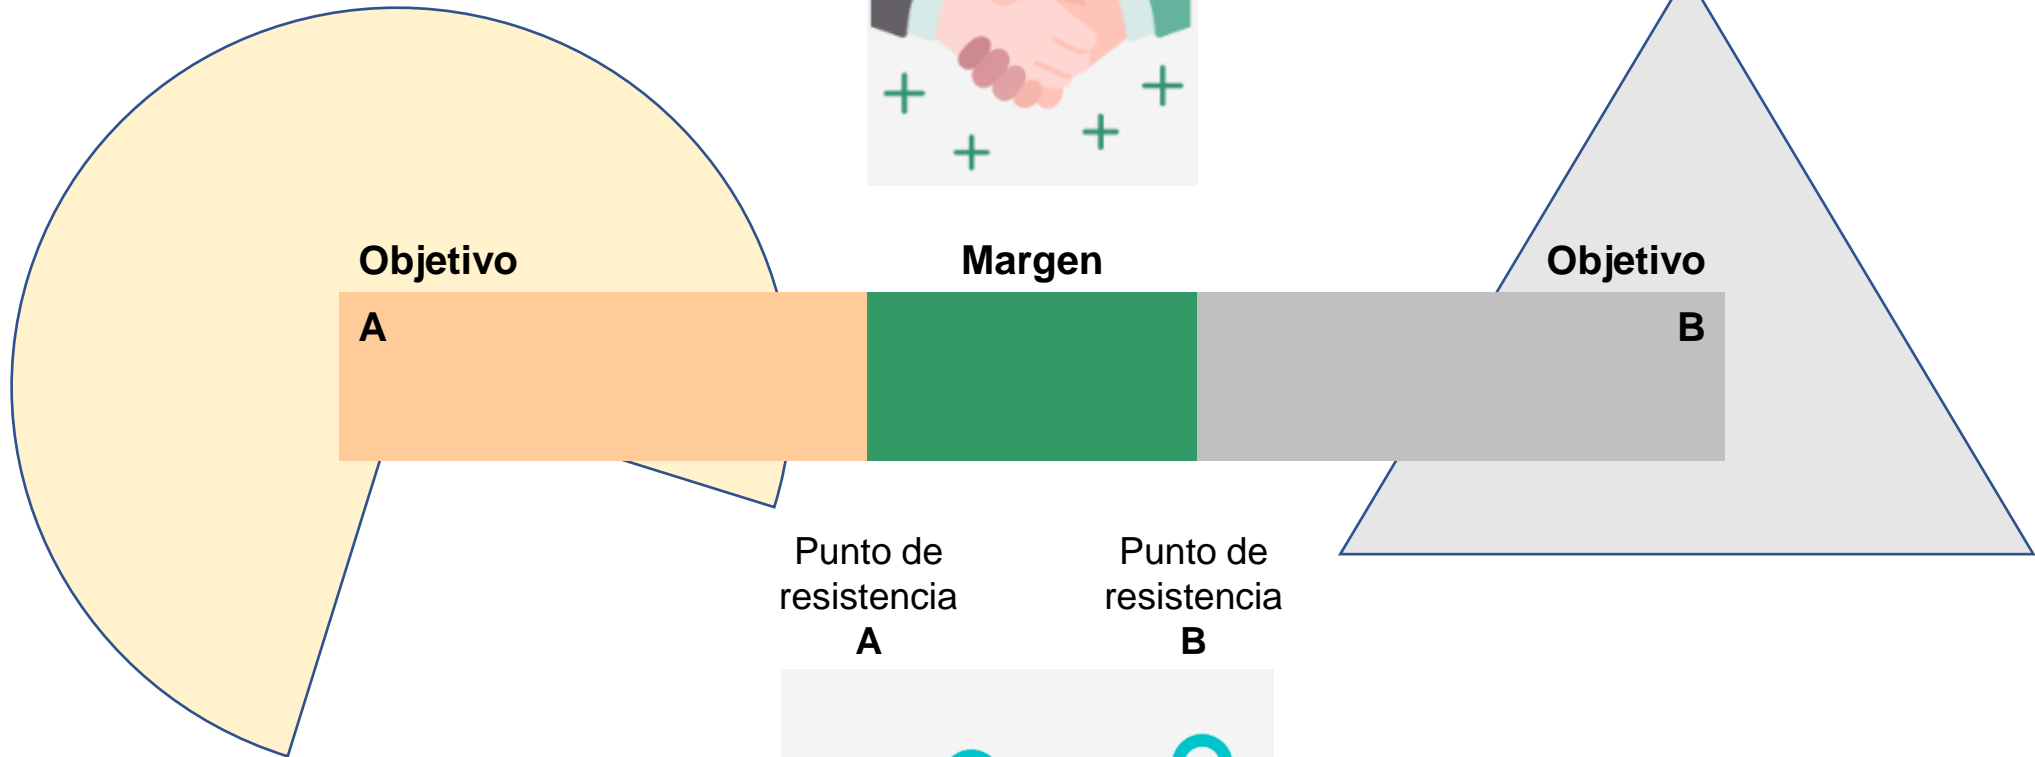 Objetivo
Margen
Objetivo
A
B
Punto de
resistencia
A
Punto de
resistencia
B